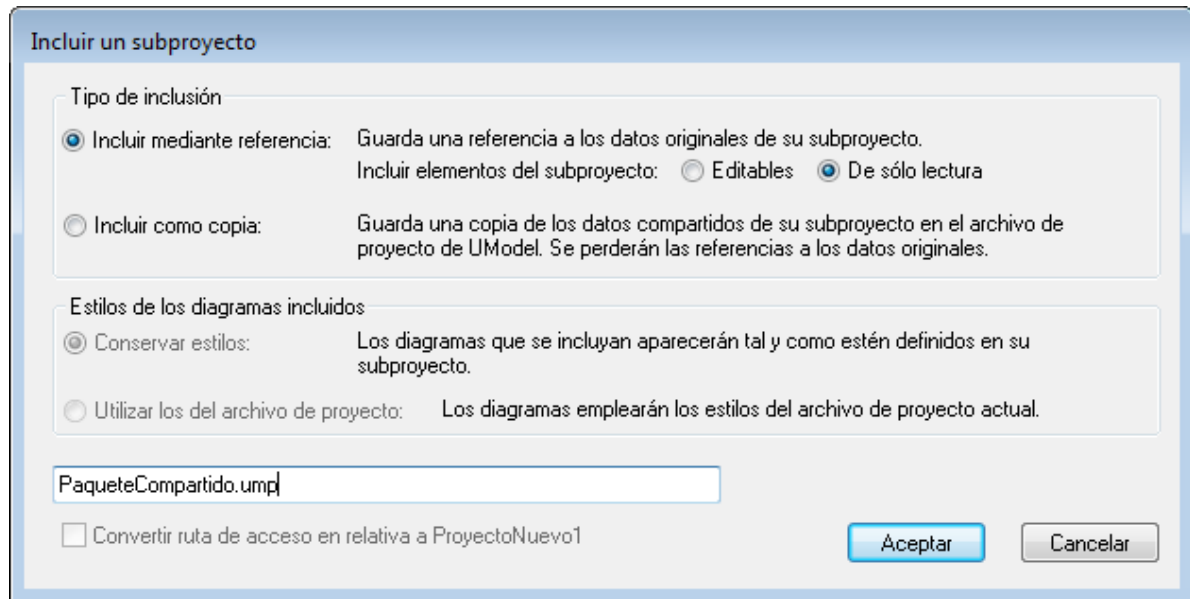 Incluir un subproyecto
Tipo de inclusión
Incluir mediante referencia: Guarda una referencia a los datos originales de su subproyecto.
Incluir elementos del subproyecto: Editables De sólo lectura
Incluir como copia: Guarda una copia de los datos compartidos de su subproyecto en el archivo de
proyecto de UModel. Se perderán las referencias a los datos originales.
Estilos de los diagramas incluidos
Conservar estilos: Los diagramas que se incluyan aparecerán tal y como estén definidos en su
subproyecto.
Utilizar los del archivo de proyecto: Los diagramas emplearán los estilos del archivo de proyecto actual.
PaqueteCompartido.ump
Convertir ruta de acceso en relativa a ProyectoNuevo1
Aceptar Cancelar